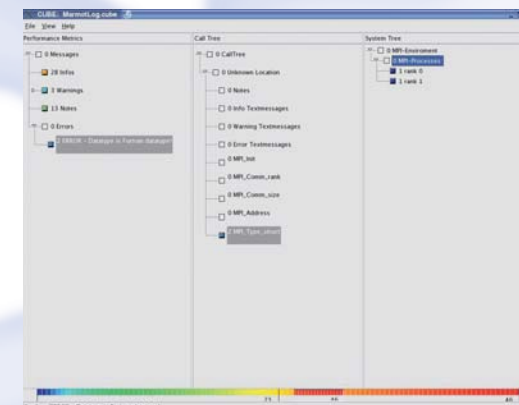 CUBE: MarmotLog.cube
File View Help
Performance Metrics
0 Messages
28 Infos
3 Warnings
13 Notes
0 Errors
2 ERROR - Datatype is Fortran datatype!
Call Tree
0 CallTree
0 Unknown Location
0 Notes
0 Info Textmessages
0 Warning Textmessages
0 Error Textmessages
0 MPI_Init
0 MPI_Comm_rank
0 MPI_Comm_size
0 MPI_Address
2 MPI_Type_struct
System Tree
0 MPI-Enviroment
0 MPI-Processes
1 rank 0
1 rank 1